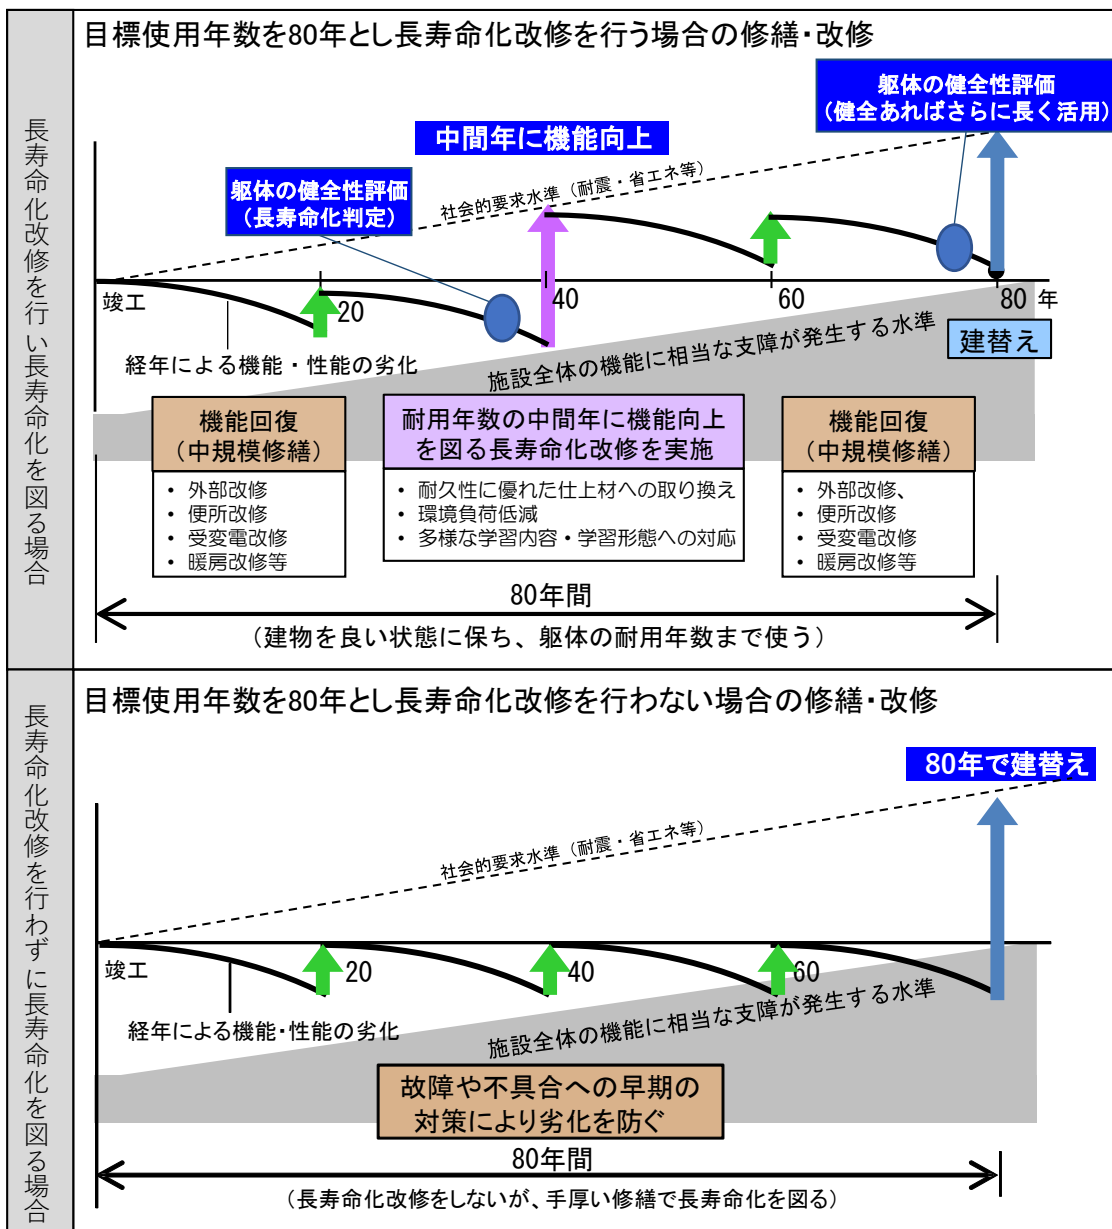 長寿命化改修を行い長寿命化を図る場合
目標使用年数を80年とし長寿命化改修を行う場合の修繕・改修
躯体の健全性評価
（健全あればさらに長く活用）
中間年に機能向上
社会的要求水準（耐震・省エネ等）
躯体の健全性評価
（長寿命化判定）
竣工
20
40
60
80 年
経年による機能・性能の劣化
施設全体の機能に相当な支障が発生する水準
建替え
機能回復
（中規模修繕）
・ 外部改修
・ 便所改修
・ 受変電改修
・ 暖房改修等
耐用年数の中間年に機能向上
を図る長寿命化改修を実施
・ 耐久性に優れた仕上材への取り換え
・ 環境負荷低減
・ 多様な学習内容・学習形態への対応
機能回復
（中規模修繕）
・ 外部改修、
・ 便所改修
・ 受変電改修
・ 暖房改修等
80年間
（建物を良い状態に保ち、躯体の耐用年数まで使う）
長寿命化改修を行わずに長寿命化を図る場合
目標使用年数を80年とし長寿命化改修を行わない場合の修繕・改修
80年で建替え
社会的要求水準（耐震・省エネ等）
竣工
20
40
60
経年による機能・性能の劣化
施設全体の機能に相当な支障が発生する水準
故障や不具合への早期の
対策により劣化を防ぐ
80年間
（長寿命化改修をしないが、手厚い修繕で長寿命化を図る）